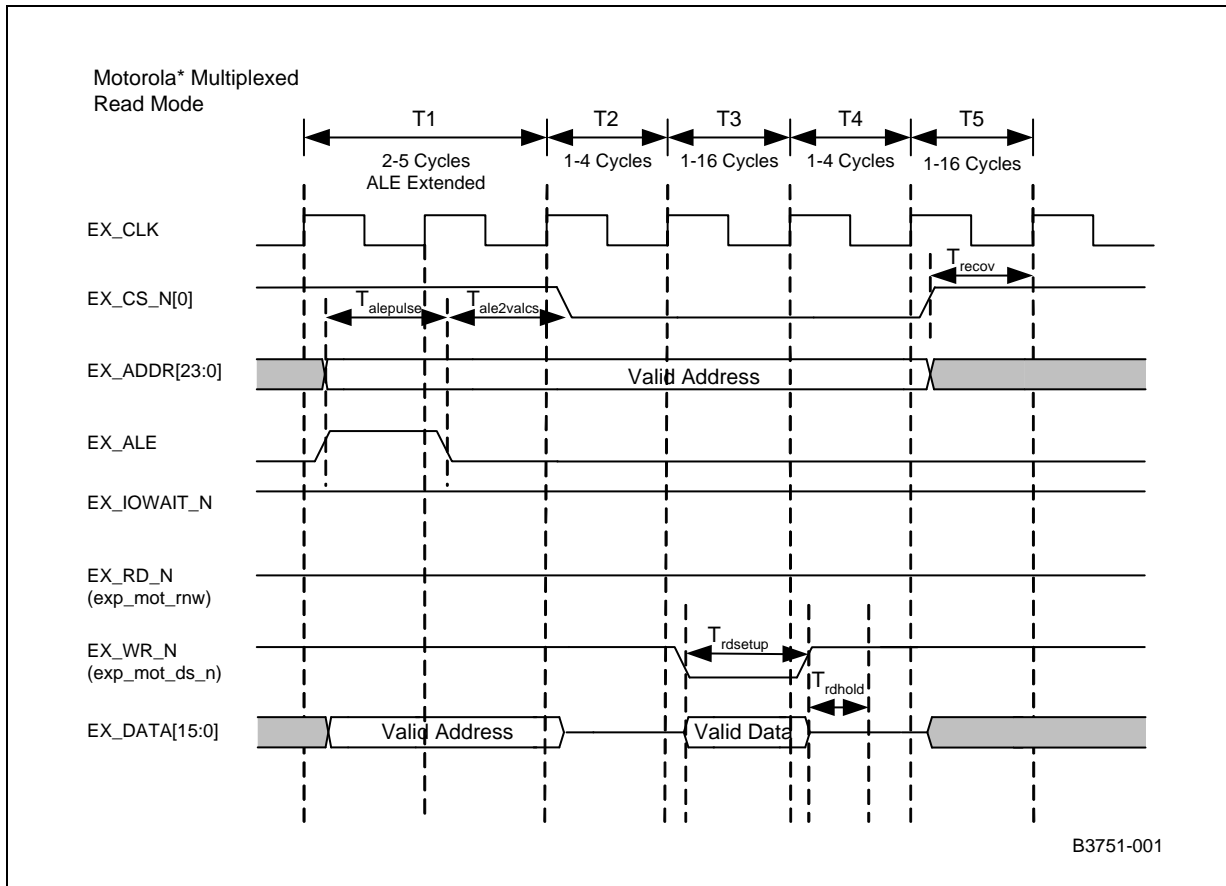 Motorola* Multiplexed
Read Mode
T1 T2 T3 T4 T5
2-5 Cycles 1-4 Cycles 1-16 Cycles 1-4 Cycles 1-16 Cycles
ALE Extended
EX_CLK
Trecov
EX_CS_N[0]
Talepulse Tale2valcs
EX_ADDR[23:0] Valid Address
EX_ALE
EX_IOWAIT_N
EX_RD_N
(exp_mot_rnw)
EX_WR_N
(exp_mot_ds_n)
Trdsetup
Trdhold
EX_DATA[15:0] Valid Address Valid Data
B3751-001